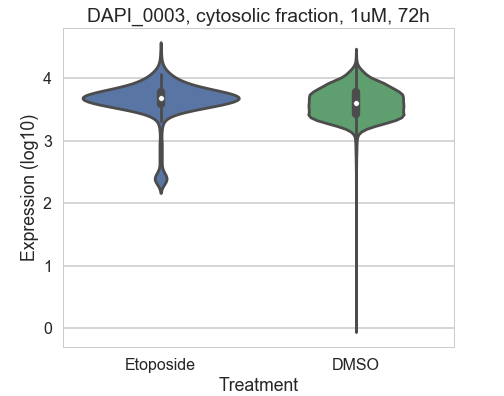 DAPI_0003, cytosolic fraction, 1uM, 72h
Expression (log10)
4
3
2
1
0
Etoposide DMSO
Treatment